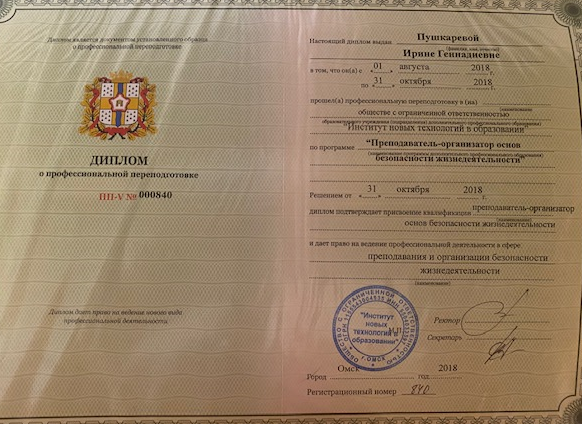 Диплом является документом установленного образца
о профессиональной переподготовке
ДИПЛОМ
о профессиональной переподготовке
ПП-V № 000840
Диплом дает право на ведение нового вида
профессиональной деятельности.
Настоящий диплом выдан Пушкаревой
(фамилия, имя, отчество)
Ирине Геннадиевне
в том, что он(а) с „01“ августа 2018 г.
по „31“ октября 2018 г.
прошел(а) профессиональную переподготовку в (на)
(наименование
обществе с ограниченной ответственностью
образовательного учреждения (подразделения) дополнительного профессионального образования)
"Институт новых технологий в образовании"
по программе "Преподаватель-организатор основ
(наименование программы дополнительного профессионального образования)
безопасности жизнедеятельности"
Решением от „31“ октября 2018 г.
диплом подтверждает присвоение квалификации преподаватель-организатор
(наименование)
основ безопасности жизнедеятельности
и дает право на ведение профессиональной деятельности в сфере
преподавания и организации безопасности
(наименование)
жизнедеятельности
ОБЩЕСТВО С ОГРАНИ�ченной ОТВЕТСТВЕННОСТЬЮ
"Институт
новых
технологий в
образовании"
г.ОМСК
М.П.
Ректор
Секретарь
Город Омск 2018 год
Регистрационный номер 840